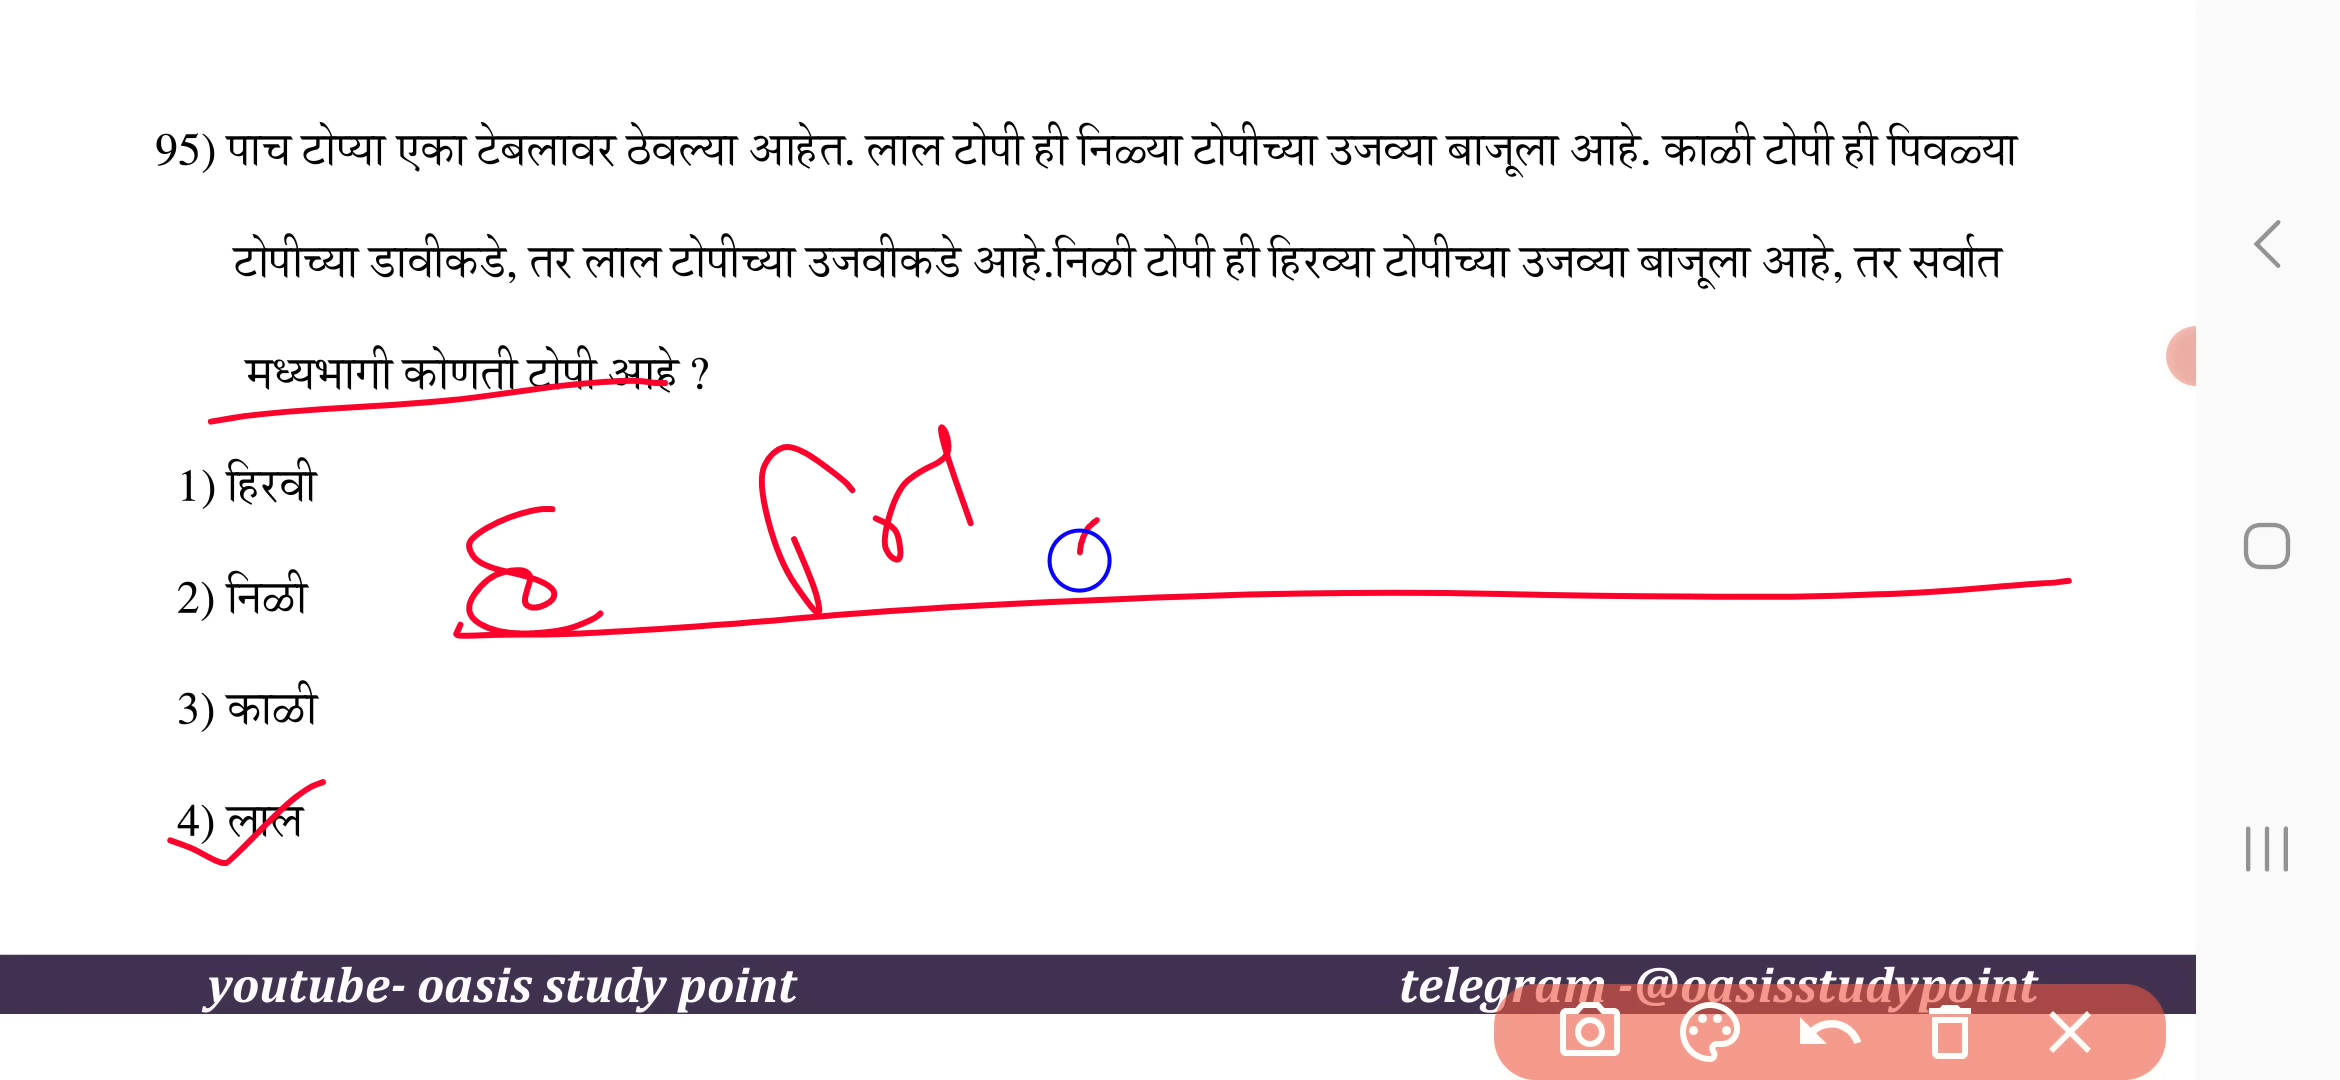 95) पाच टोप्या एका टेबलावर ठेवल्या आहेत. लाल टोपी ही निळ्या टोपीच्या उजव्या बाजूला आहे. काळी टोपी ही पिवळ्या
टोपीच्या डावीकडे, तर लाल टोपीच्या उजवीकडे आहे.निळी टोपी ही हिरव्या टोपीच्या उजव्या बाजूला आहे, तर सर्वात
मध्यभागी कोणती टोपी आहे ?
1) हिरवी
2) निळी
3) काळी
4) लाल
youtube- oasis study point
telegram -@oasisstudypoint